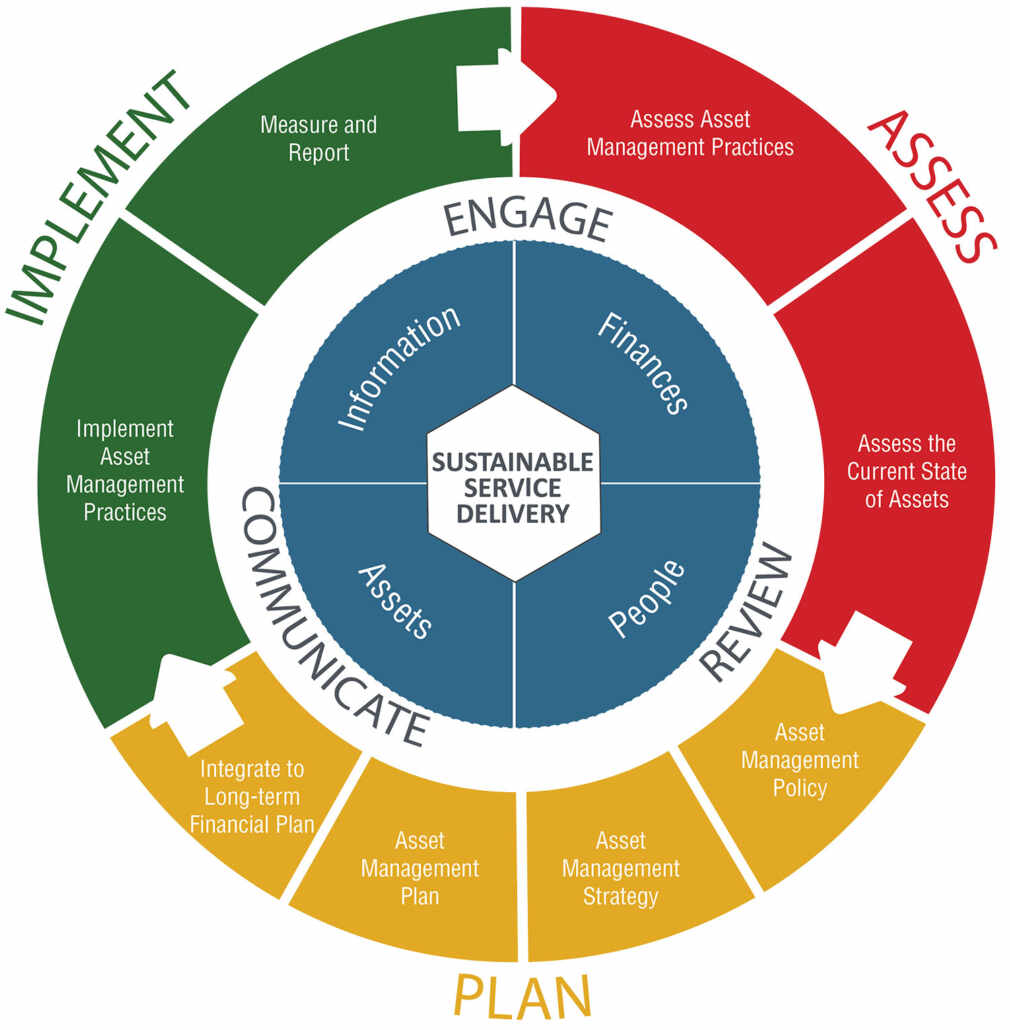 IMPLEMENT
Measure and
Report
Assess Asset
Management Practices
ASSESS
ENGAGE
Information
Finances
Implement
Asset
Management
Practices
SUSTAINABLE
SERVICE
DELIVERY
Assess the
Current State
of Assets
COMMUNICATE
Assets
People
REVIEW
Integrate to
Long-term
Financial Plan
Asset
Management
Plan
Asset
Management
Strategy
Asset
Management
Policy
PLAN